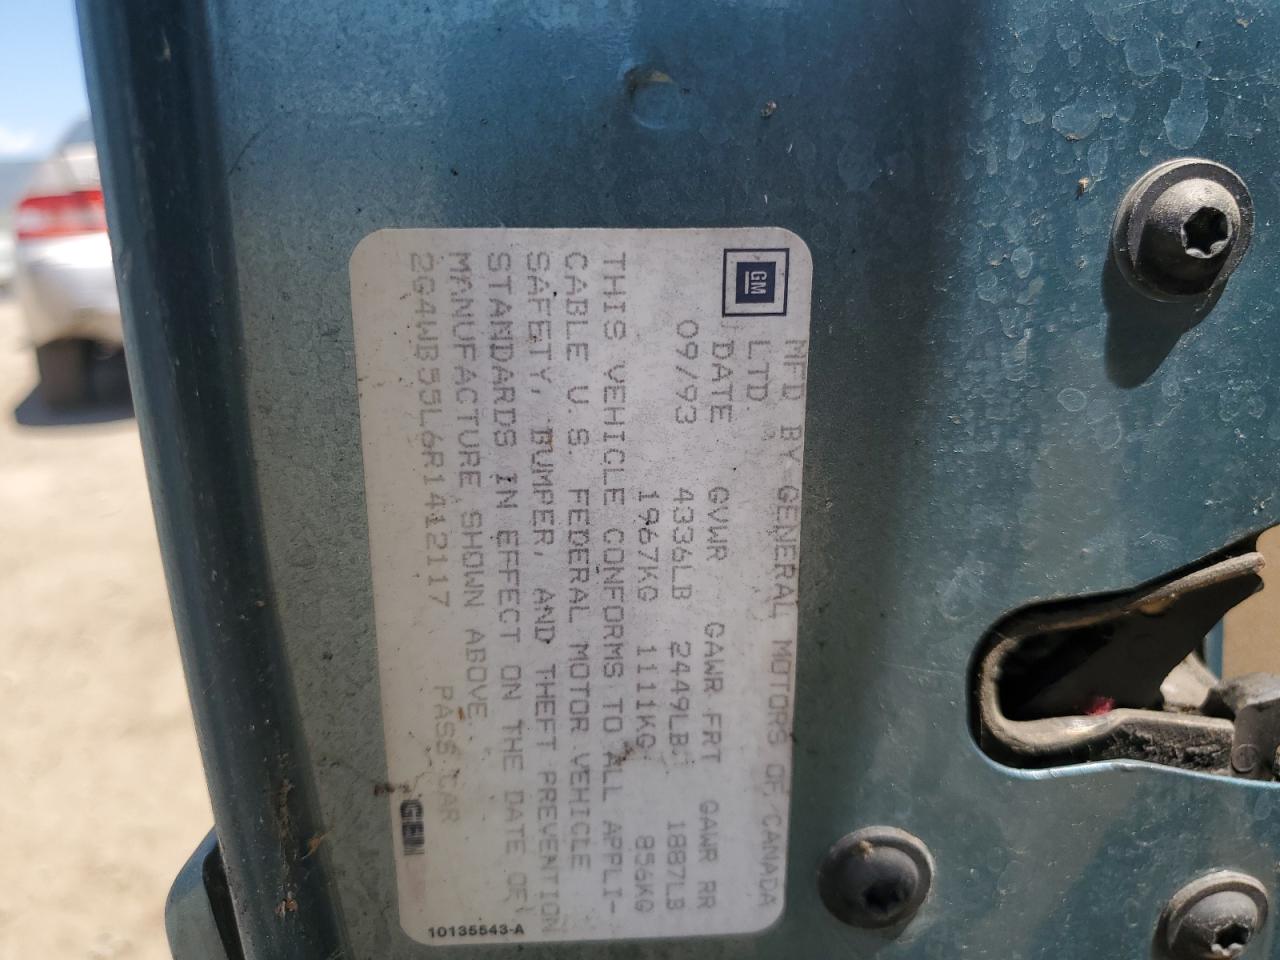 GM
MFD BY GENERAL MOTORS OF CANADA
LTD.
DATE GVWR GAWR FRT GAWR RR
09/93 4336LB 2449LB 1887LB
1967KG 1111KG 856KG
THIS VEHICLE CONFORMS TO ALL APPLI-
CABLE U.S. FEDERAL MOTOR VEHICLE
SAFETY, BUMPER, AND THEFT PREVENTION
STANDARDS IN EFFECT ON THE DATE OF
MANUFACTURE SHOWN ABOVE.
2G4WB55L6R1412117 PASS CAR
10135543-A